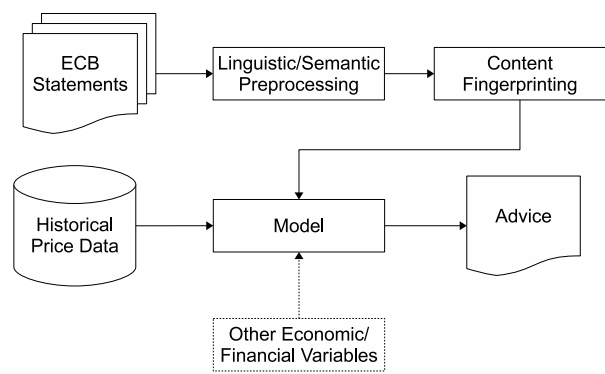 ECB
Statements
Linguistic/Semantic
Preprocessing
Content
Fingerprinting
Historical
Price Data
Model
Advice
Other Economic/
Financial Variables